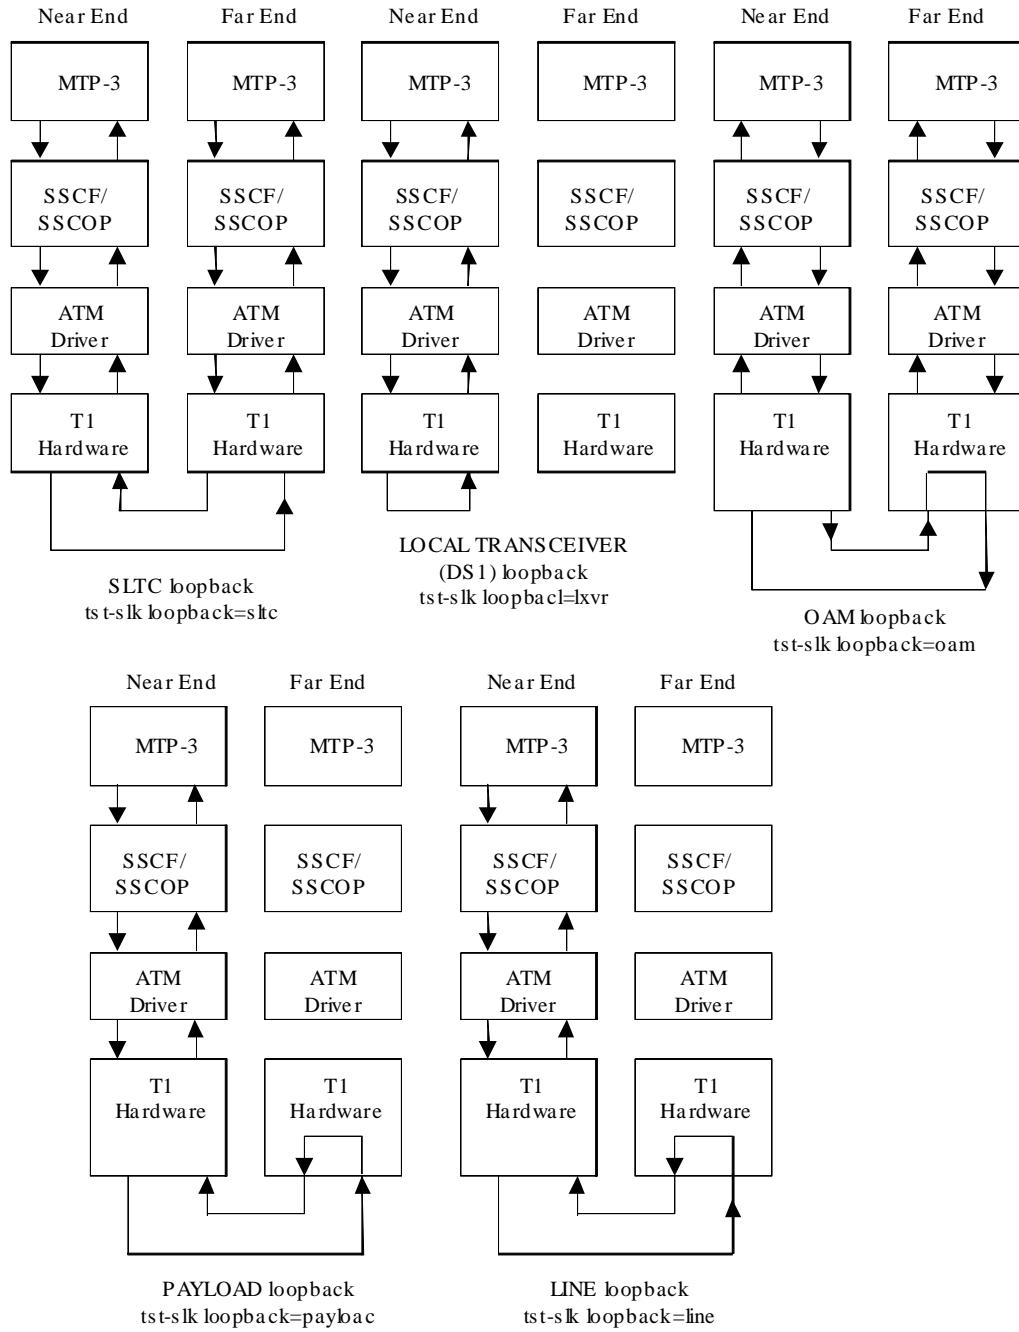 Near End
Far End
Near End
Far End
Near End
Far End
MTP-3
MTP-3
MTP-3
MTP-3
MTP-3
MTP-3
SSCF/
SSCOP
SSCF/
SSCOP
SSCF/
SSCOP
SSCF/
SSCOP
SSCF/
SSCOP
SSCF/
SSCOP
ATM
Driver
ATM
Driver
ATM
Driver
ATM
Driver
ATM
Driver
ATM
Driver
T1
Hardware
T1
Hardware
T1
Hardware
T1
Hardware
T1
Hardware
T1
Hardware
SLTC loopback
tst-slk loopback=sltc
LOCAL TRANSCEIVER
(DS1) loopback
tst-slk loopbacl=lxvr
OAM loopback
tst-slk loopback=oam
Near End
Far End
Near End
Far End
MTP-3
MTP-3
MTP-3
MTP-3
SSCF/
SSCOP
SSCF/
SSCOP
SSCF/
SSCOP
SSCF/
SSCOP
ATM
Driver
ATM
Driver
ATM
Driver
ATM
Driver
T1
Hardware
T1
Hardware
T1
Hardware
T1
Hardware
PAYLOAD loopback
tst-slk loopback=payloac
LINE loopback
tst-slk loopback=line